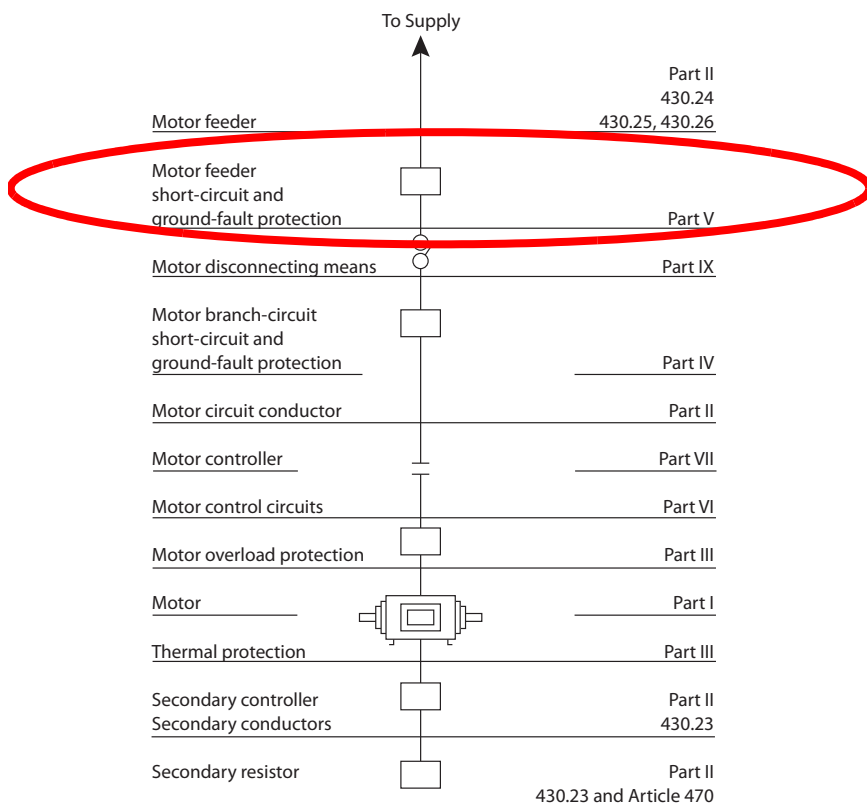 To Supply
Part II
430.24
Motor feeder 430.25, 430.26
Motor feeder
short-circuit and
ground-fault protection Part V
Motor disconnecting means Part IX
Motor branch-circuit
short-circuit and
ground-fault protection Part IV
Motor circuit conductor Part II
Motor controller Part VII
Motor control circuits Part VI
Motor overload protection Part III
Motor Part I
Thermal protection Part III
Secondary controller Part II
Secondary conductors 430.23
Secondary resistor Part II
430.23 and Article 470